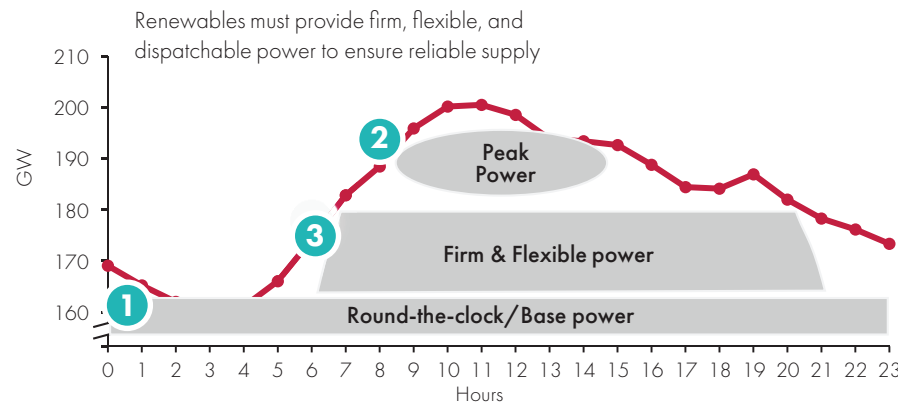 Renewables must provide firm, flexible, and
dispatchable power to ensure reliable supply
210
200
190
180
170
160
GW
2
Peak
Power
3
Firm & Flexible power
1
Round-the-clock/Base power
0 1 2 3 4 5 6 7 8 9 10 11 12 13 14 15 16 17 18 19 20 21 22 23
Hours